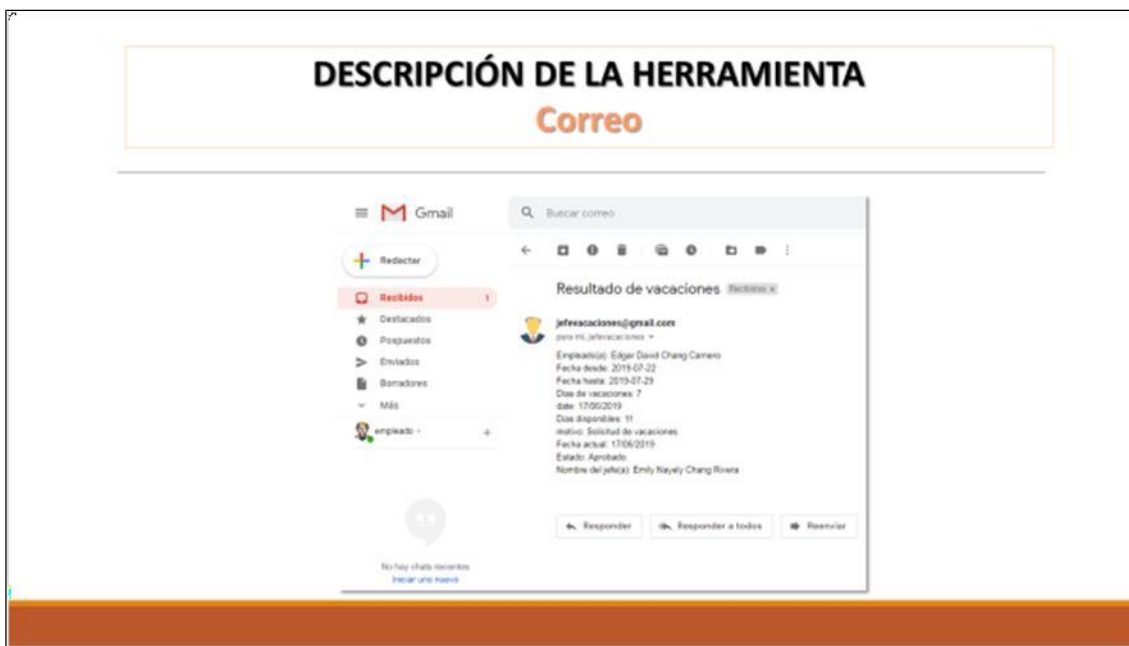 DESCRIPCIÓN DE LA HERRAMIENTA
Correo
Gmail
Buscar correo
Redactar
Recibidos 1
Destacados
Pospuestos
Enviados
Borradores
Más
empleado
No hay chats recientes
Iniciar uno nuevo
Resultado de vacaciones Recibidos x
jefevacaciones@gmail.com
para mí, jefevacaciones
Empleado(a): Edgar David Chang Camero
Fecha desde: 2019-07-22
Fecha hasta: 2019-07-29
Dias de vacaciones: 7
date: 17/06/2019
Dias disponibles: 11
motivo: Solicitud de vacaciones
Fecha actual: 17/06/2019
Estado: Aprobado
Nombre del jefe(a): Emily Nayely Chang Rivera
Responder Responder a todos Reenviar